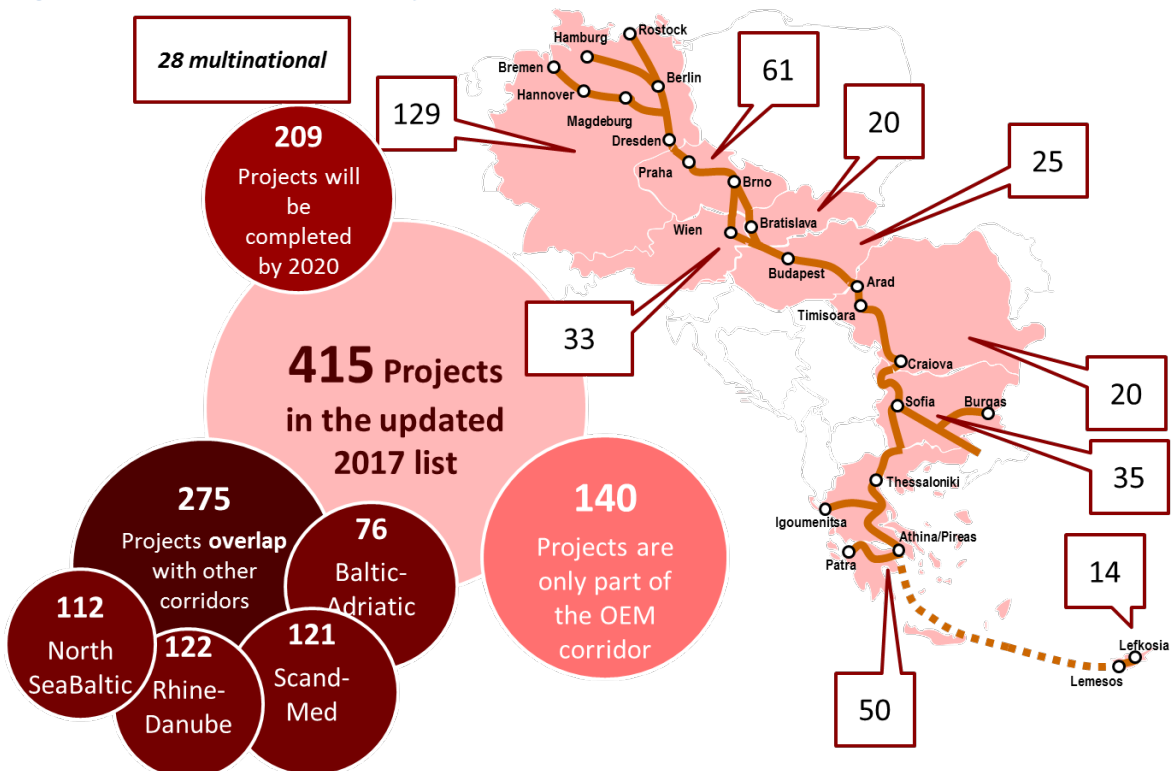 28 multinational
209
Projects will
be
completed
by 2020
415 Projects
in the updated
2017 list
275
Projects overlap
with other
corridors
76
Baltic-
Adriatic
112
North
SeaBaltic
122
Rhine-
Danube
121
Scand-
Med
140
Projects are
only part of
the OEM
corridor
129
61
20
25
33
20
35
14
50
Rostock
Hamburg
Bremen
Berlin
Hannover
Magdeburg
Dresden
Praha
Brno
Wien
Bratislava
Budapest
Arad
Timisoara
Craiova
Sofia
Burgas
Thessaloniki
Igoumenitsa
Athina/Pireas
Patra
Lefkosia
Lemesos